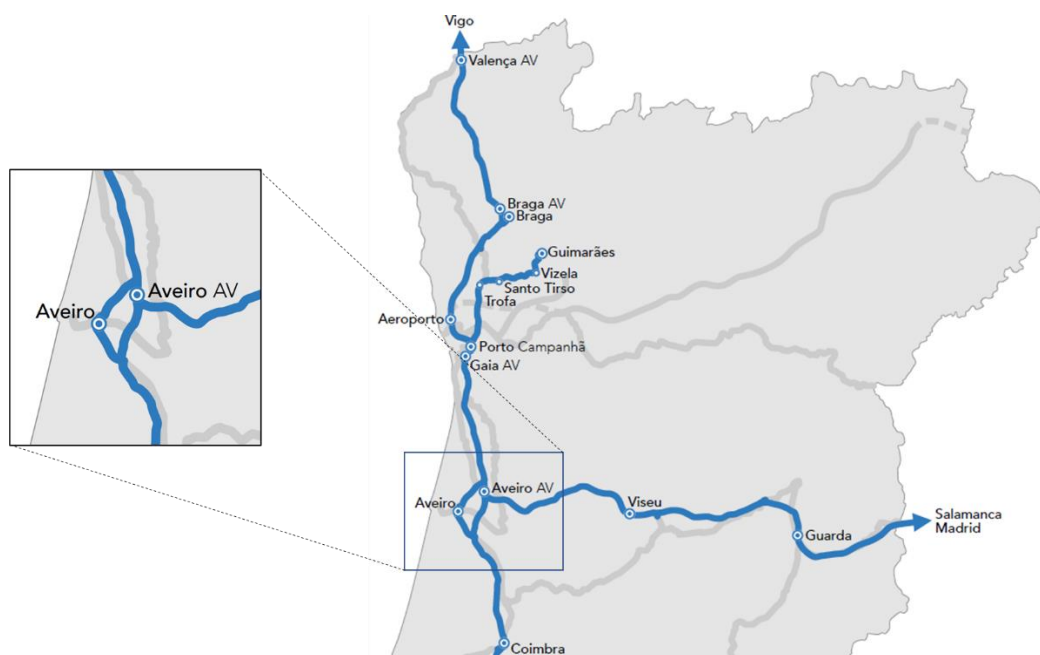 Vigo
Valença AV
Braga AV
Braga
Guimarães
Vizela
Santo Tirso
Trofa
Aeroporto
Porto Campanhã
Gaia AV
Aveiro AV
Aveiro
Aveiro AV
Aveiro
Viseu
Guarda
Salamanca
Madrid
Coimbra